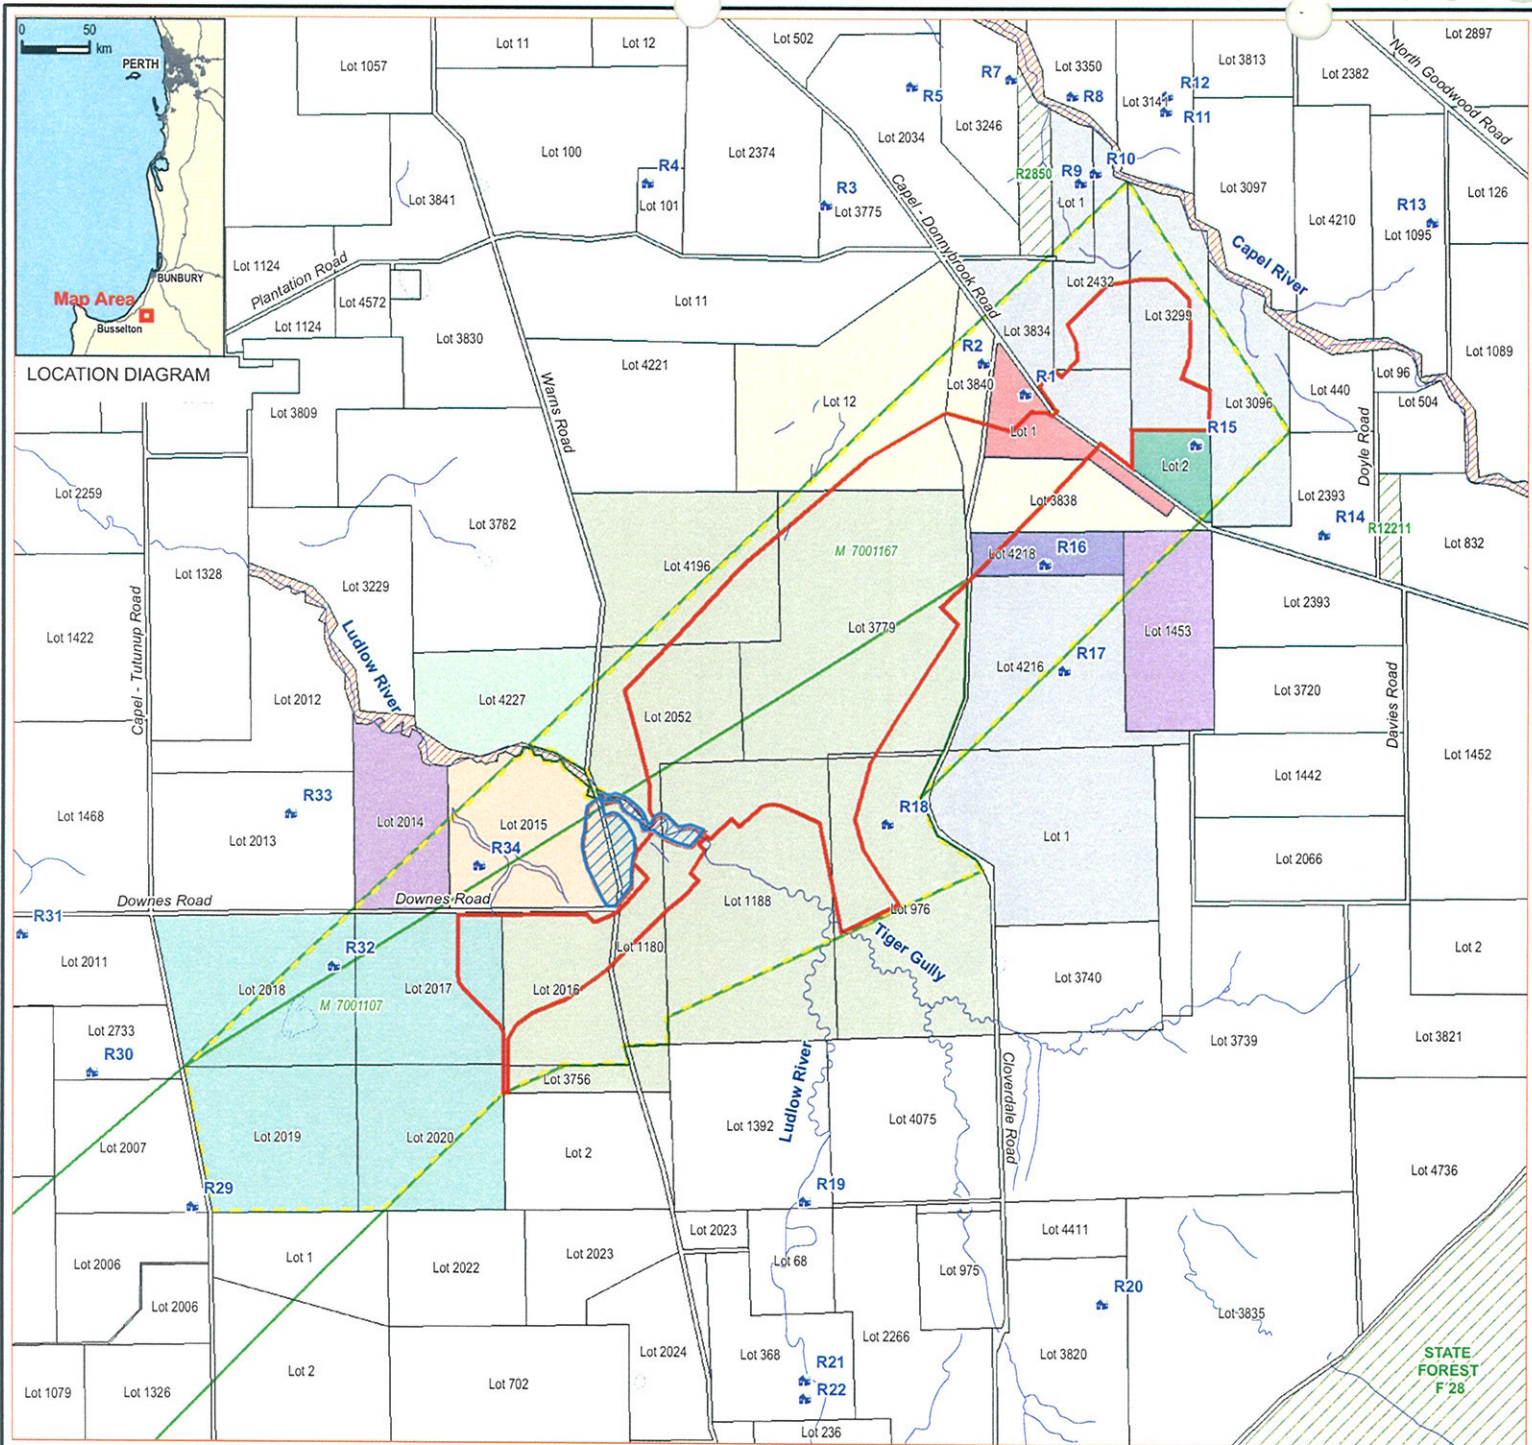 0 50
km
PERTH
BUNBURY
Map Area
Busselton
LOCATION DIAGRAM
Lot 1057
Lot 11
Lot 12
Lot 502
Lot 3350
Lot 3813
Lot 2382
Lot 2897
North Goodwood Road
R5
R7
R8
R12
Lot 3141
R11
Lot 100
Lot 2374
Lot 2034
Lot 3246
R10
R4
R3
R2850
R9
Lot 3841
Lot 101
Lot 3775
Lot 1
Lot 3097
Lot 4210
R13
Lot 1095
Lot 126
Capel - Donnybrook Road
Capel River
Lot 1124
Plantation Road
Lot 4572
Lot 1124
Lot 3830
Lot 11
Lot 2432
Lot 3299
Lot 3834
R2
Lot 3840
R1
Lot 4221
Lot 12
Lot 1
Lot 3096
Lot 440
Lot 96
Lot 504
Lot 1089
Warns Road
Lot 3809
R15
Lot 2
Doyle Road
Lot 2259
Lot 3782
Lot 3838
Lot 2393
R14
R12211
Lot 832
Lot 1328
Lot 3229
Lot 4196
M 7001167
Lot 4218
R16
Lot 2393
Lot 1422
Capel - Tutunup Road
Ludlow River
Lot 3779
Lot 1453
Lot 4216
R17
Lot 2012
Lot 4227
Lot 2052
Lot 3720
Davies Road
Lot 1452
Lot 1442
R33
Lot 1468
Lot 2013
Lot 2014
Lot 2015
R34
R18
Lot 1
Lot 2066
Downes Road
Downes Road
Lot 1188
Lot 976
R31
Lot 2011
R32
Lot 1180
Tiger Gully
Lot 2
Lot 2018
Lot 2017
Lot 2016
M 7001107
Lot 3740
Lot 2733
R30
Lot 3739
Lot 3821
Lot 3756
Ludlow River
Cloverdale Road
Lot 2007
Lot 2019
Lot 2020
Lot 2
Lot 1392
Lot 4075
Lot 4736
R29
R19
Lot 2006
Lot 1
Lot 2022
Lot 2023
Lot 2023
Lot 68
Lot 975
Lot 4411
Lot 2006
R20
Lot 3835
Lot 2266
Lot 2024
Lot 368
R21
R22
Lot 3820
STATE
FOREST
F 28
Lot 1079
Lot 1326
Lot 2
Lot 702
Lot 236